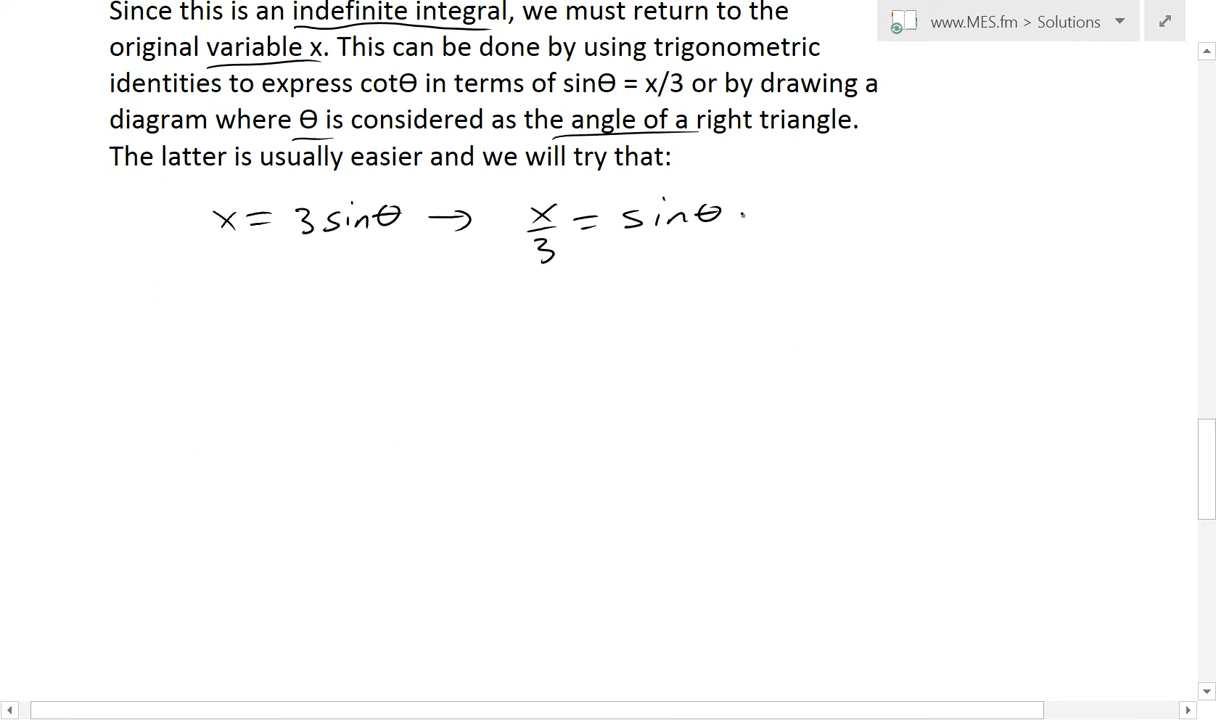 Since this is an indefinite integral, we must return to the
www.MES.fm > Solutions
original variable x. This can be done by using trigonometric
identities to express cotθ in terms of sinθ = x/3 or by drawing a
diagram where θ is considered as the angle of a right triangle.
The latter is usually easier and we will try that:
x = 3 sinθ → x/3 = sinθ .